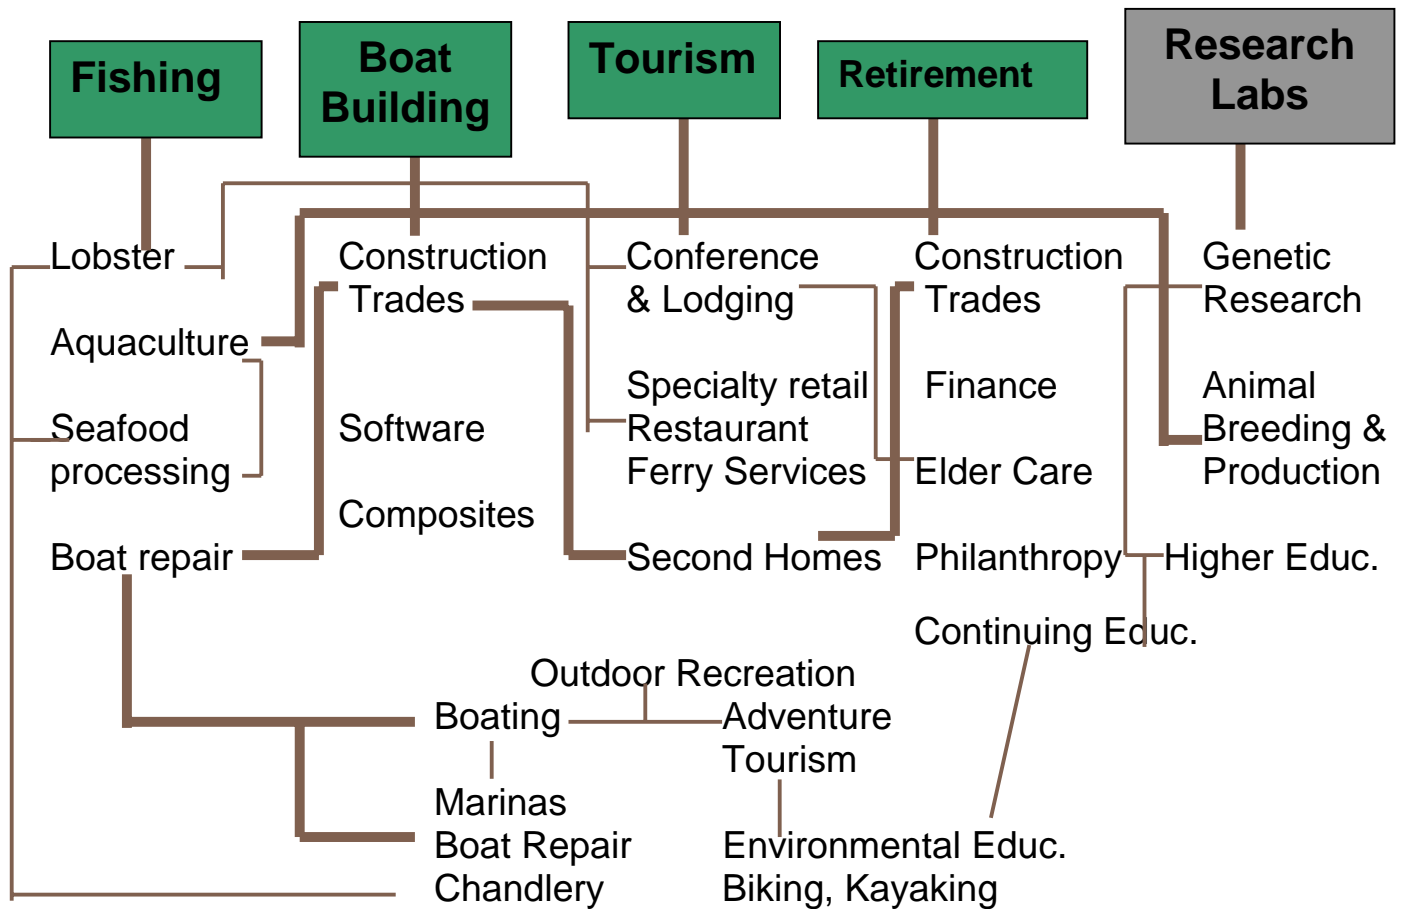 Fishing
Boat
Building
Tourism
Retirement
Research
Labs
Lobster
Aquaculture
Seafood
processing
Boat repair
Construction
Trades
Software
Composites
Conference
& Lodging
Specialty retail
Restaurant
Ferry Services
Second Homes
Construction
Trades
Finance
Elder Care
Philanthropy
Continuing Educ.
Genetic
Research
Animal
Breeding &
Production
Higher Educ.
Outdoor Recreation
Boating
Adventure
Tourism
Marinas
Boat Repair
Chandlery
Environmental Educ.
Biking, Kayaking